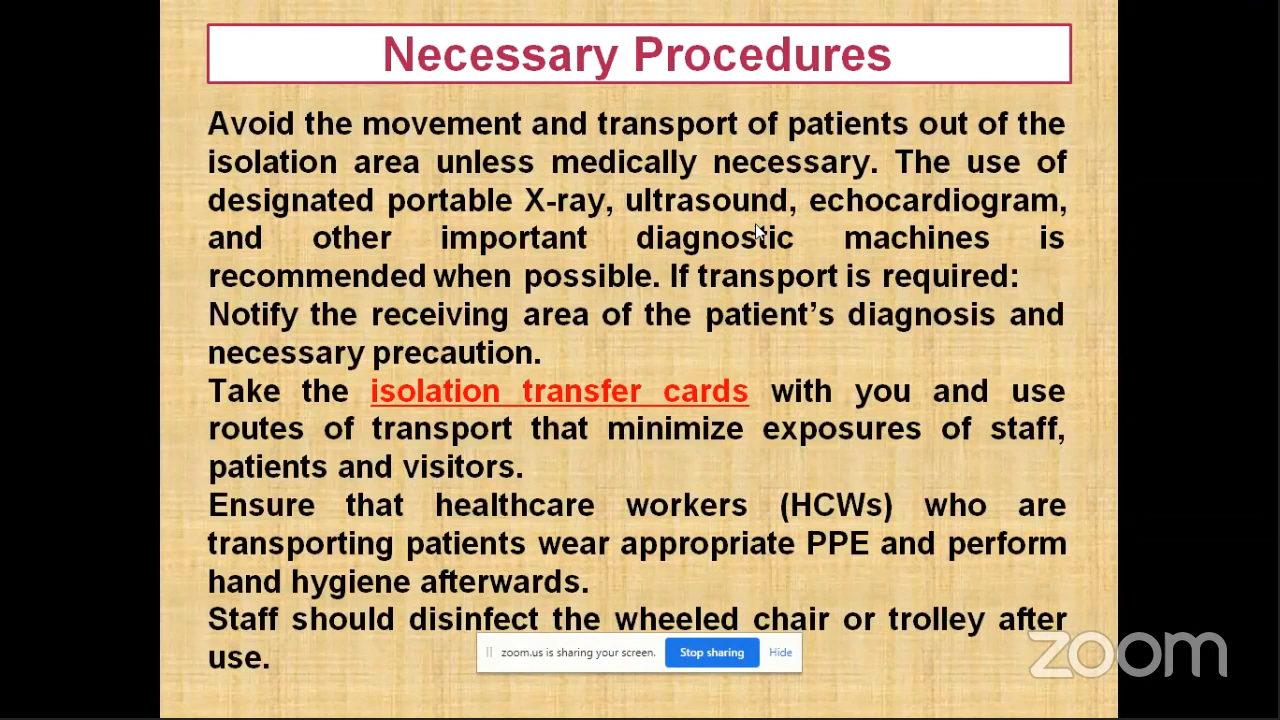 Necessary Procedures
Avoid the movement and transport of patients out of the
isolation area unless medically necessary. The use of
designated portable X-ray, ultrasound, echocardiogram,
and other important diagnostic machines is
recommended when possible. If transport is required:
Notify the receiving area of the patient’s diagnosis and
necessary precaution.
Take the isolation transfer cards with you and use
routes of transport that minimize exposures of staff,
patients and visitors.
Ensure that healthcare workers (HCWs) who are
transporting patients wear appropriate PPE and perform
hand hygiene afterwards.
Staff should disinfect the wheeled chair or trolley after
use.
zoom.us is sharing your screen. Stop sharing Hide
zoom